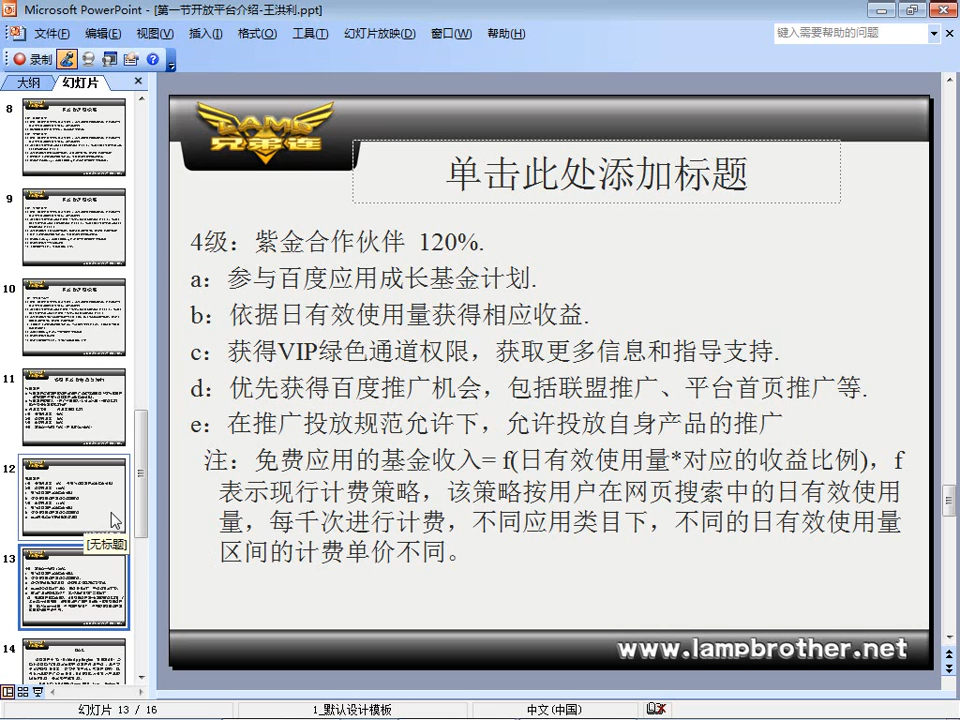 Microsoft PowerPoint - [第一节开放平台介绍-王洪利.ppt]
文件(F) 编辑(E) 视图(V) 插入(I) 格式(O) 工具(T) 幻灯片放映(D) 窗口(W) 帮助(H) 键入需要帮助的问题
录制
大纲 幻灯片
8
9
10
11
12
[无标题]
13
14
LAMP
兄弟连
单击此处添加标题
4级：紫金合作伙伴 120%.
a：参与百度应用成长基金计划.
b：依据日有效使用量获得相应收益.
c：获得VIP绿色通道权限，获取更多信息和指导支持.
d：优先获得百度推广机会，包括联盟推广、平台首页推广等.
e：在推广投放规范允许下，允许投放自身产品的推广
注：免费应用的基金收入= f(日有效使用量*对应的收益比例)，f
表示现行计费策略，该策略按用户在网页搜索中的日有效使用
量，每千次进行计费，不同应用类目下，不同的日有效使用量
区间的计费单价不同。
www.lampbrother.net
幻灯片 13 / 16 1_默认设计模板 中文(中国)